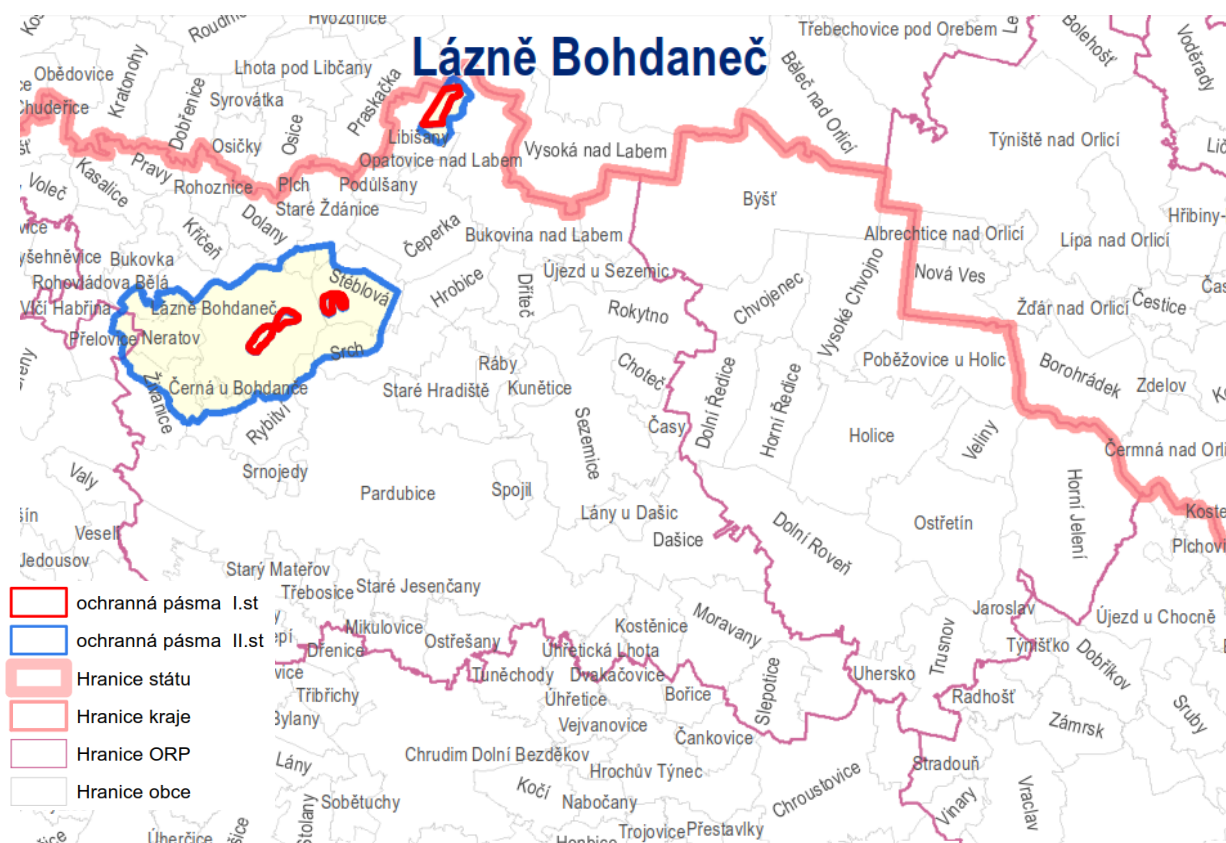 Lázně Bohdaneč
Hvozdnice
Třebechovice pod Orebem
Bolehošť
Voděrady
Obědovice
Kratonohy
Lhota pod Libčany
Praskačka
Běleč nad Orlicí
Chudeřice
Dobřenice
Syrovátka
Osice
Osičky
Libišany
Vysoká nad Labem
Týniště nad Orlicí
Opatovice nad Labem
Voleč
Kasalice
Pravy
Rohoznice
Plch
Podůlšany
Staré Ždánice
Býšť
Dolany
Křičeň
Čeperka
Bukovina nad Labem
Albrechtice nad Orlicí
Lípa nad Orlicí
Hřibiny-
Bukovka
Rohovládova Bělá
Stéblová
Hrobice
Dříteč
Újezd u Sezemic
Chvojenec
Vysoké Chvojno
Nová Ves
Vlčí Habřina
Lázně Bohdaneč
Rokytno
Žďár nad Orlicí
Čestice
Přelovice
Neratov
Srch
Ráby
Choteč
Poběžovice u Holic
Borohrádek
Zdelov
Živanice
Černá u Bohdanče
Staré Hradiště
Kunětice
Dolní Ředice
Horní Ředice
Rybitví
Časy
Holice
Veliny
Čermná nad Orli
Srnojedy
Sezemice
Valy
Pardubice
Spojil
Horní Jelení
Lány u Dašic
Ostřetín
Veselí
Dašice
Dolní Roveň
Plchovi
Jedousov
Starý Mateřov
Třebosice
Staré Jesenčany
ochranná pásma I.st
Mikulovice
Ostřešany
Kostěnice
Moravany
Jaroslav
Újezd u Chocně
ochranná pásma II.st
Dřenice
Úhřetická Lhota
Trusnov
Týnišťko
Dobříkov
Hranice státu
Tuněchody
Dvakačovice
Slepotice
Uhersko
Třibřichy
Úhřetice
Bořice
Radhošť
Sruby
Hranice kraje
Bylany
Vejvanovice
Čankovice
Zámrsk
Hranice ORP
Lány
Chrudim
Dolní Bezděkov
Hrochův Týnec
Chroustovice
Stradouň
Hranice obce
Sobětuchy
Kočí
Nabočany
Vinary
Vraclav
Stolany
Trojovice
Přestavlky
Úherčice